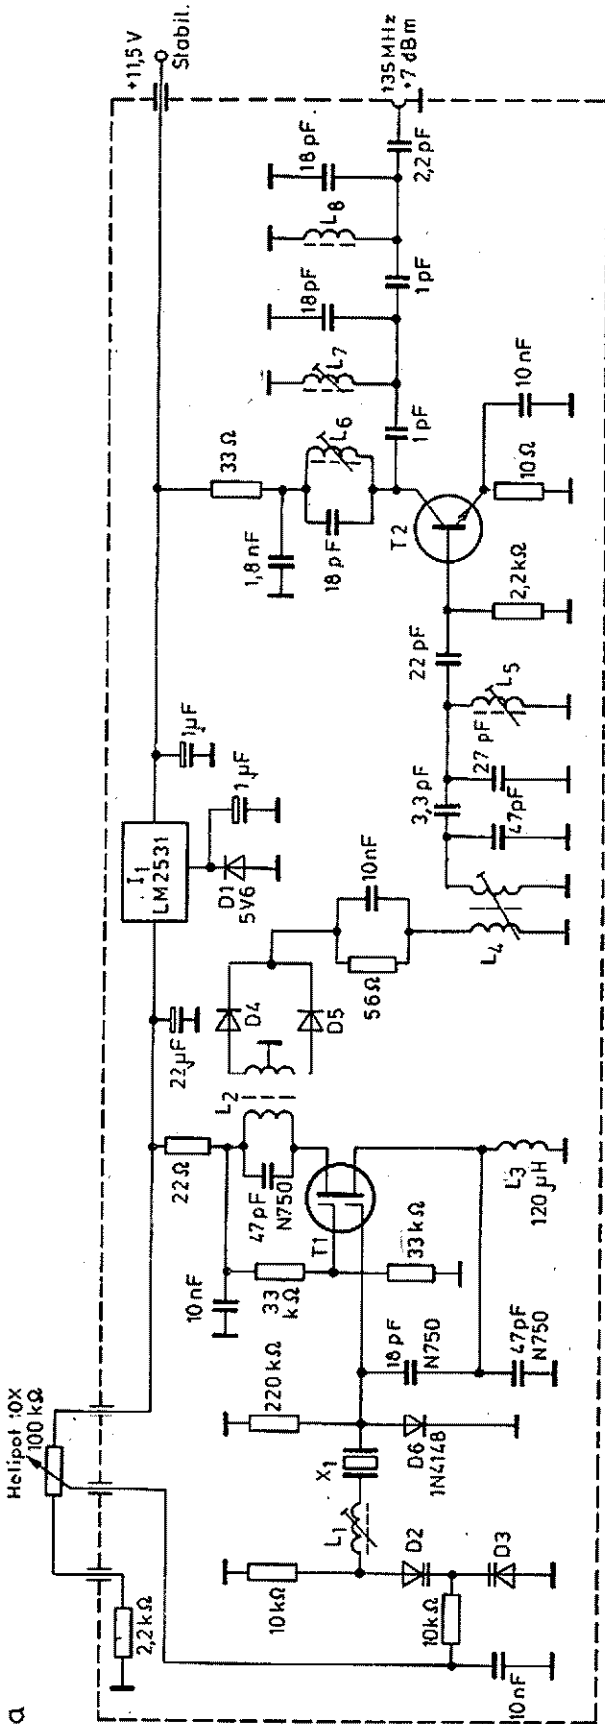 a
Helipot 10X
100 kΩ
2,2 kΩ
+11,5 V
Stabil.
22 Ω
22 µF
I1
LM2531
1 µF
1 µF
D1
5V6
33 Ω
1,8 nF
18 pF
L6
L7
18 pF
L8
18 pF
135 MHz
+7 dBm
1 pF
1 pF
2,2 pF
10 nF
33
kΩ
47 pF
N750
L2
D4
D5
56 Ω
10 nF
T1
33 kΩ
220 kΩ
X1
L1
10 kΩ
D2
D3
10 kΩ
10 nF
D6
1N4148
18 pF
N750
47 pF
N750
L3
120 µH
L4
47 pF
3,3 pF
27 pF
L5
22 pF
2,2 kΩ
T2
10 Ω
10 nF